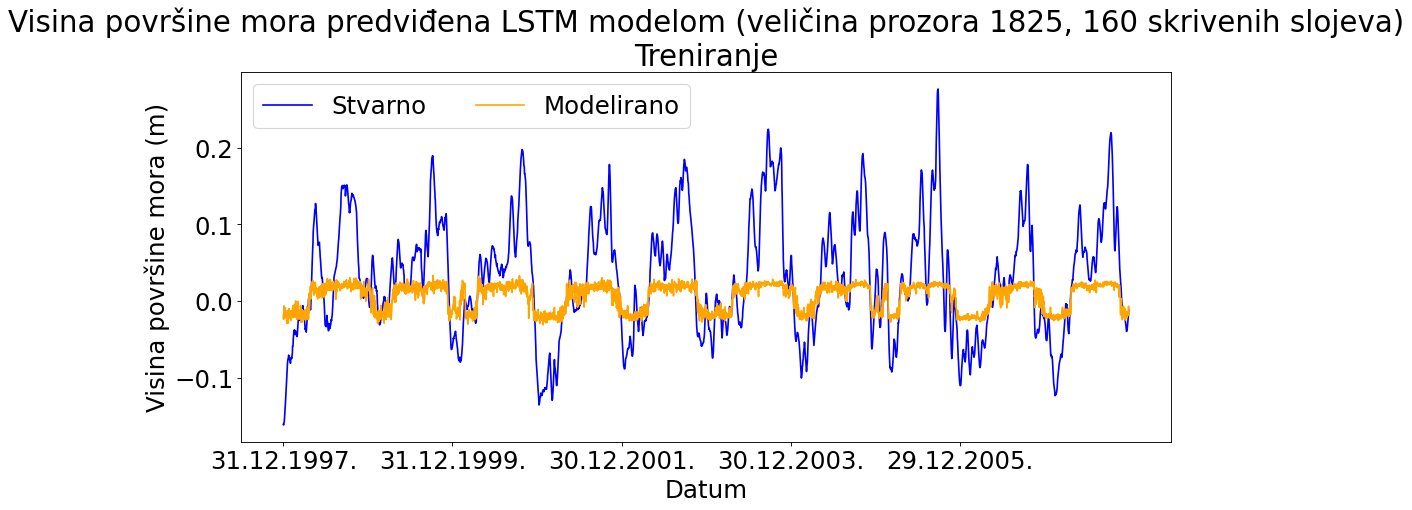 Visina površine mora predviđena LSTM modelom (veličina prozora 1825, 160 skrivenih slojeva)
Treniranje
Stvarno
Modelirano
Visina površine mora (m)
0.2
0.1
0.0
−0.1
31.12.1997.
31.12.1999.
30.12.2001.
30.12.2003.
29.12.2005.
Datum